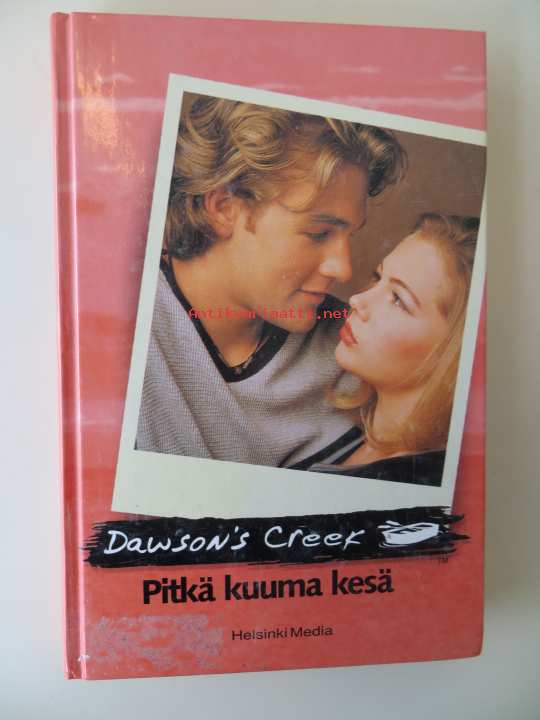 Antikvariaatti.net
Dawson's Creek
TM
Pitkä kuuma kesä
Helsinki Media